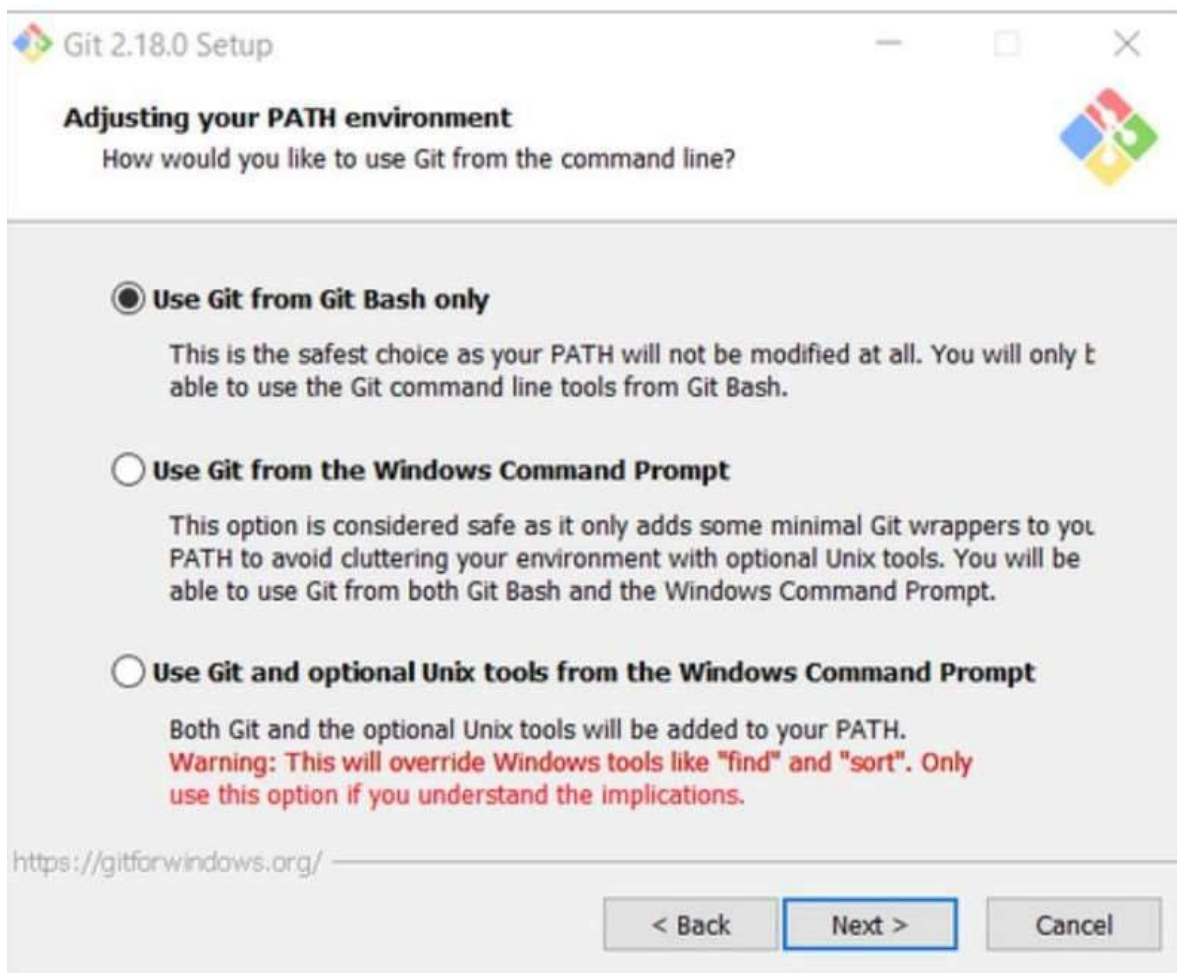 Git 2.18.0 Setup
Adjusting your PATH environment
How would you like to use Git from the command line?
Use Git from Git Bash only
This is the safest choice as your PATH will not be modified at all. You will only b
able to use the Git command line tools from Git Bash.
Use Git from the Windows Command Prompt
This option is considered safe as it only adds some minimal Git wrappers to you
PATH to avoid cluttering your environment with optional Unix tools. You will be
able to use Git from both Git Bash and the Windows Command Prompt.
Use Git and optional Unix tools from the Windows Command Prompt
Both Git and the optional Unix tools will be added to your PATH.
Warning: This will override Windows tools like "find" and "sort". Only
use this option if you understand the implications.
https://gitforwindows.org/
< Back Next > Cancel